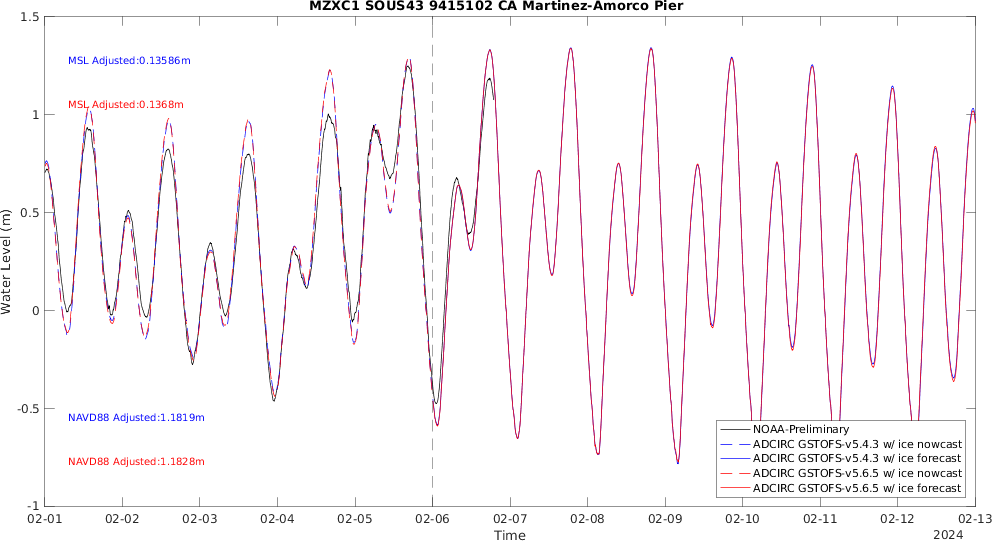 MZXC1 SOUS43 9415102 CA Martinez-Amorco Pier
1.5
1
0.5
0
-0.5
-1
Water Level (m)
MSL Adjusted:0.13586m
MSL Adjusted:0.1368m
NAVD88 Adjusted:1.1819m
NAVD88 Adjusted:1.1828m
NOAA-Preliminary
ADCIRC GSTOFS-v5.4.3 w/ ice nowcast
ADCIRC GSTOFS-v5.4.3 w/ ice forecast
ADCIRC GSTOFS-v5.6.5 w/ ice nowcast
ADCIRC GSTOFS-v5.6.5 w/ ice forecast
02-01 02-02 02-03 02-04 02-05 02-06 02-07 02-08 02-09 02-10 02-11 02-12 02-13
Time
2024